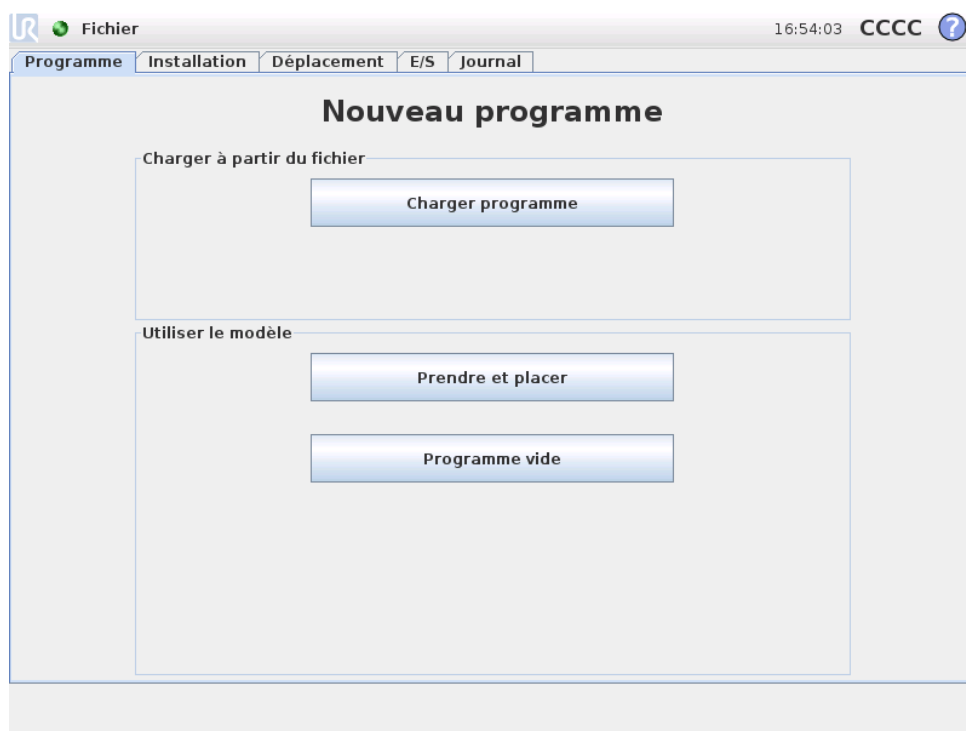 UR Fichier 16:54:03 CCCC ?
Programme Installation Déplacement E/S Journal
Nouveau programme
Charger à partir du fichier
Charger programme
Utiliser le modèle
Prendre et placer
Programme vide